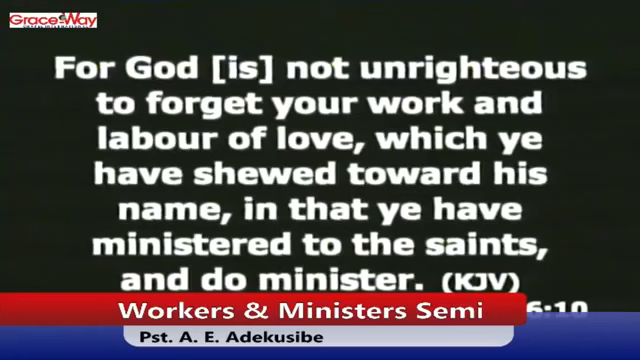 Grace Way
For God [is] not unrighteous
to forget your work and
labour of love, which ye
have shewed toward his
name, in that ye have
ministered to the saints,
and do minister. (KJV)
6:10
Workers & Ministers Semi
Pst. A. E. Adekusibe